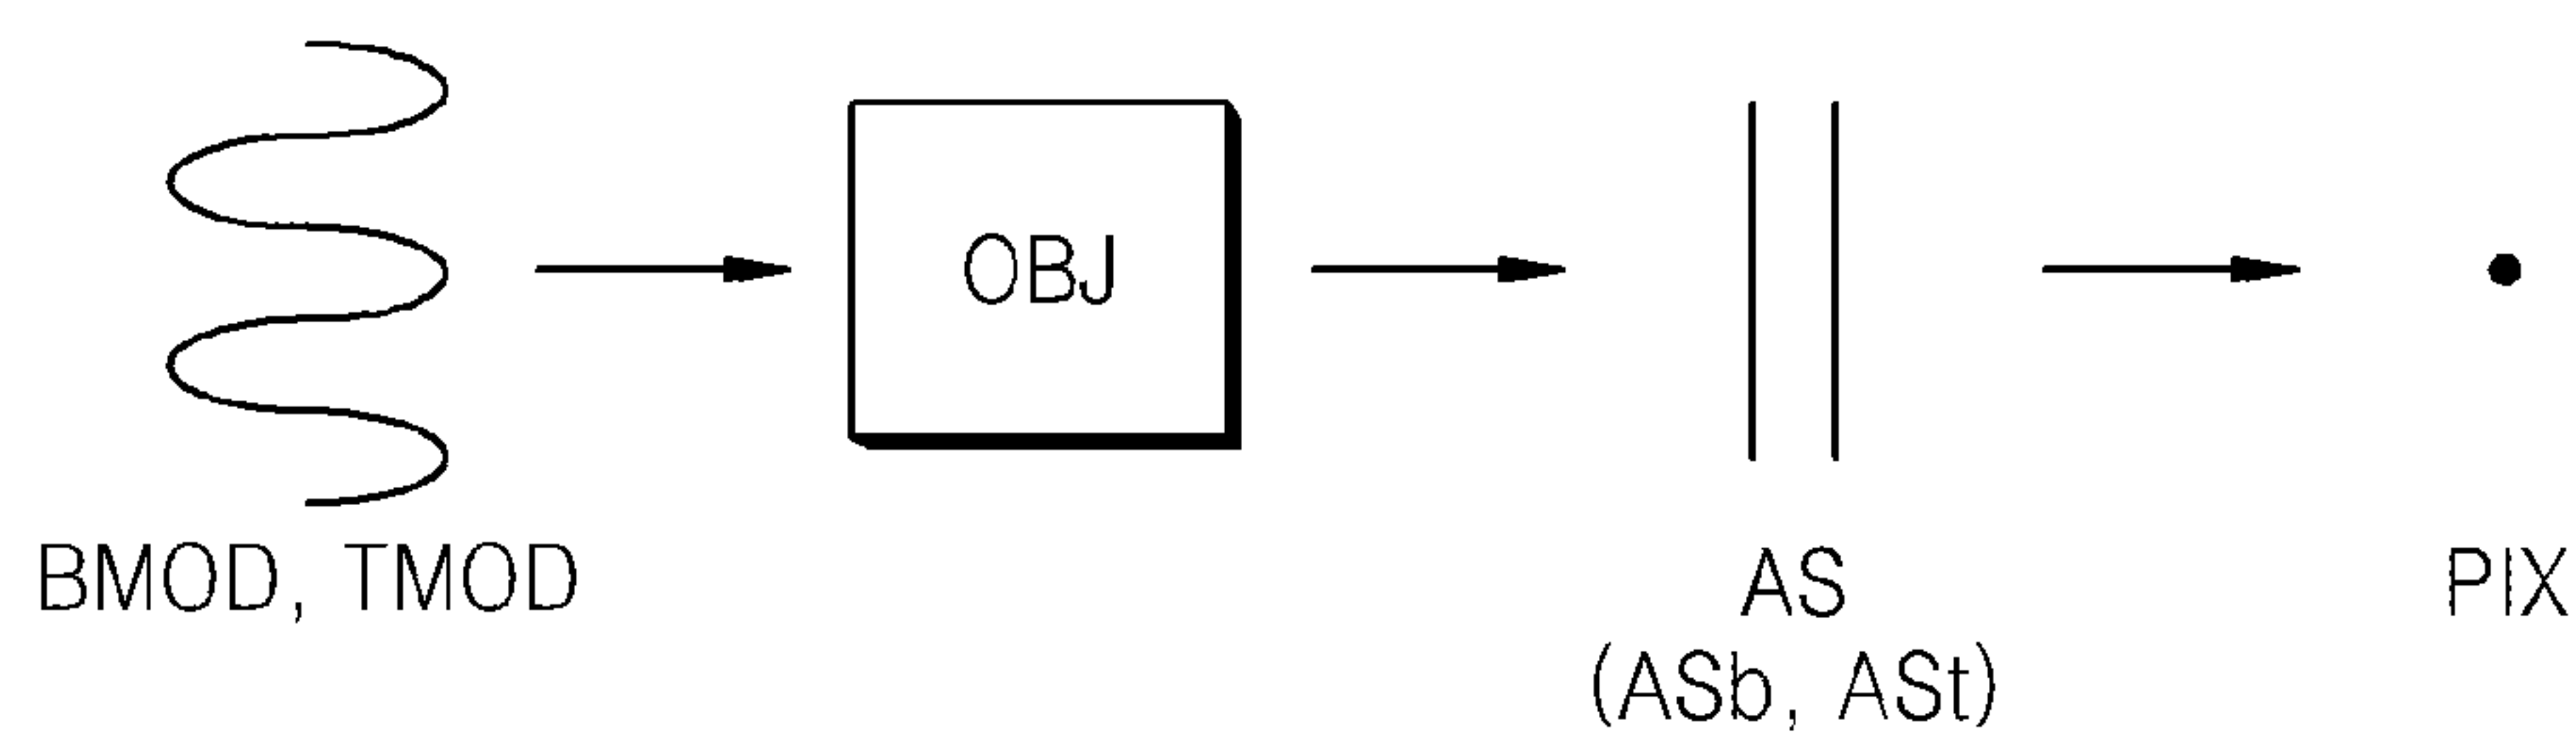 OBJ
BMOD, TMOD
AS
(ASb, ASt)
PIX